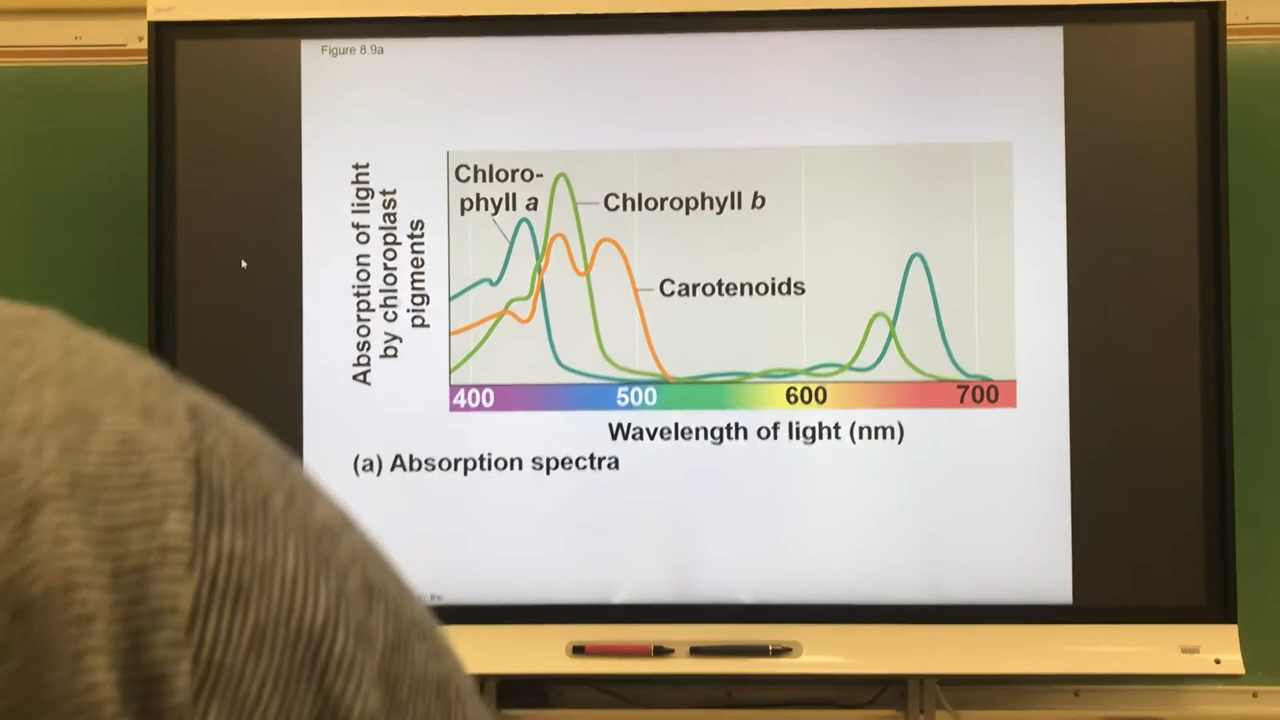 SMART
Figure 8.9a
Absorption of light
by chloroplast
pigments
Chloro-
phyll a
Chlorophyll b
Carotenoids
400 500 600 700
Wavelength of light (nm)
(a) Absorption spectra